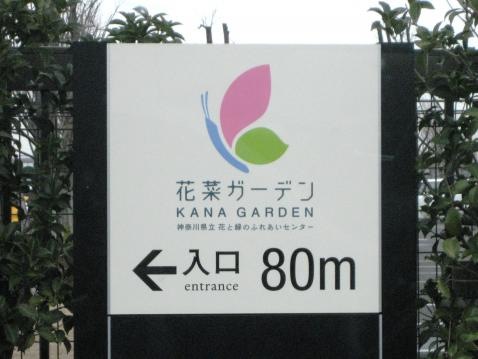 花菜ガーデン
KANA GARDEN
神奈川県立 花と緑のふれあいセンター
← 入口 80m
entrance